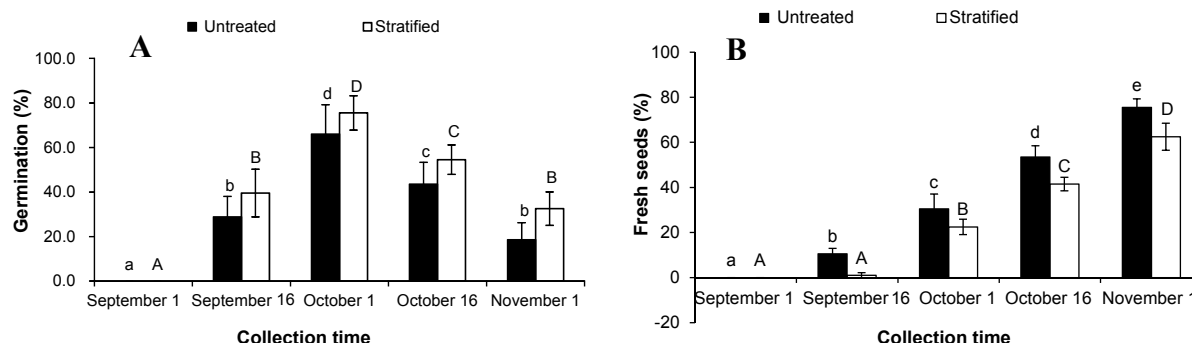 ■ Untreated □ Stratified
A
Germination (%)
100.0
80.0
60.0
40.0
20.0
0.0
a A
b B
d D
c C
b B
September 1 September 16 October 1 October 16 November 1
Collection time
■ Untreated □ Stratified
B
Fresh seeds (%)
100
80
60
40
20
0
-20
a A
b A
c B
d C
e D
September 1 September 16 October 1 October 16 November 1
Collection time